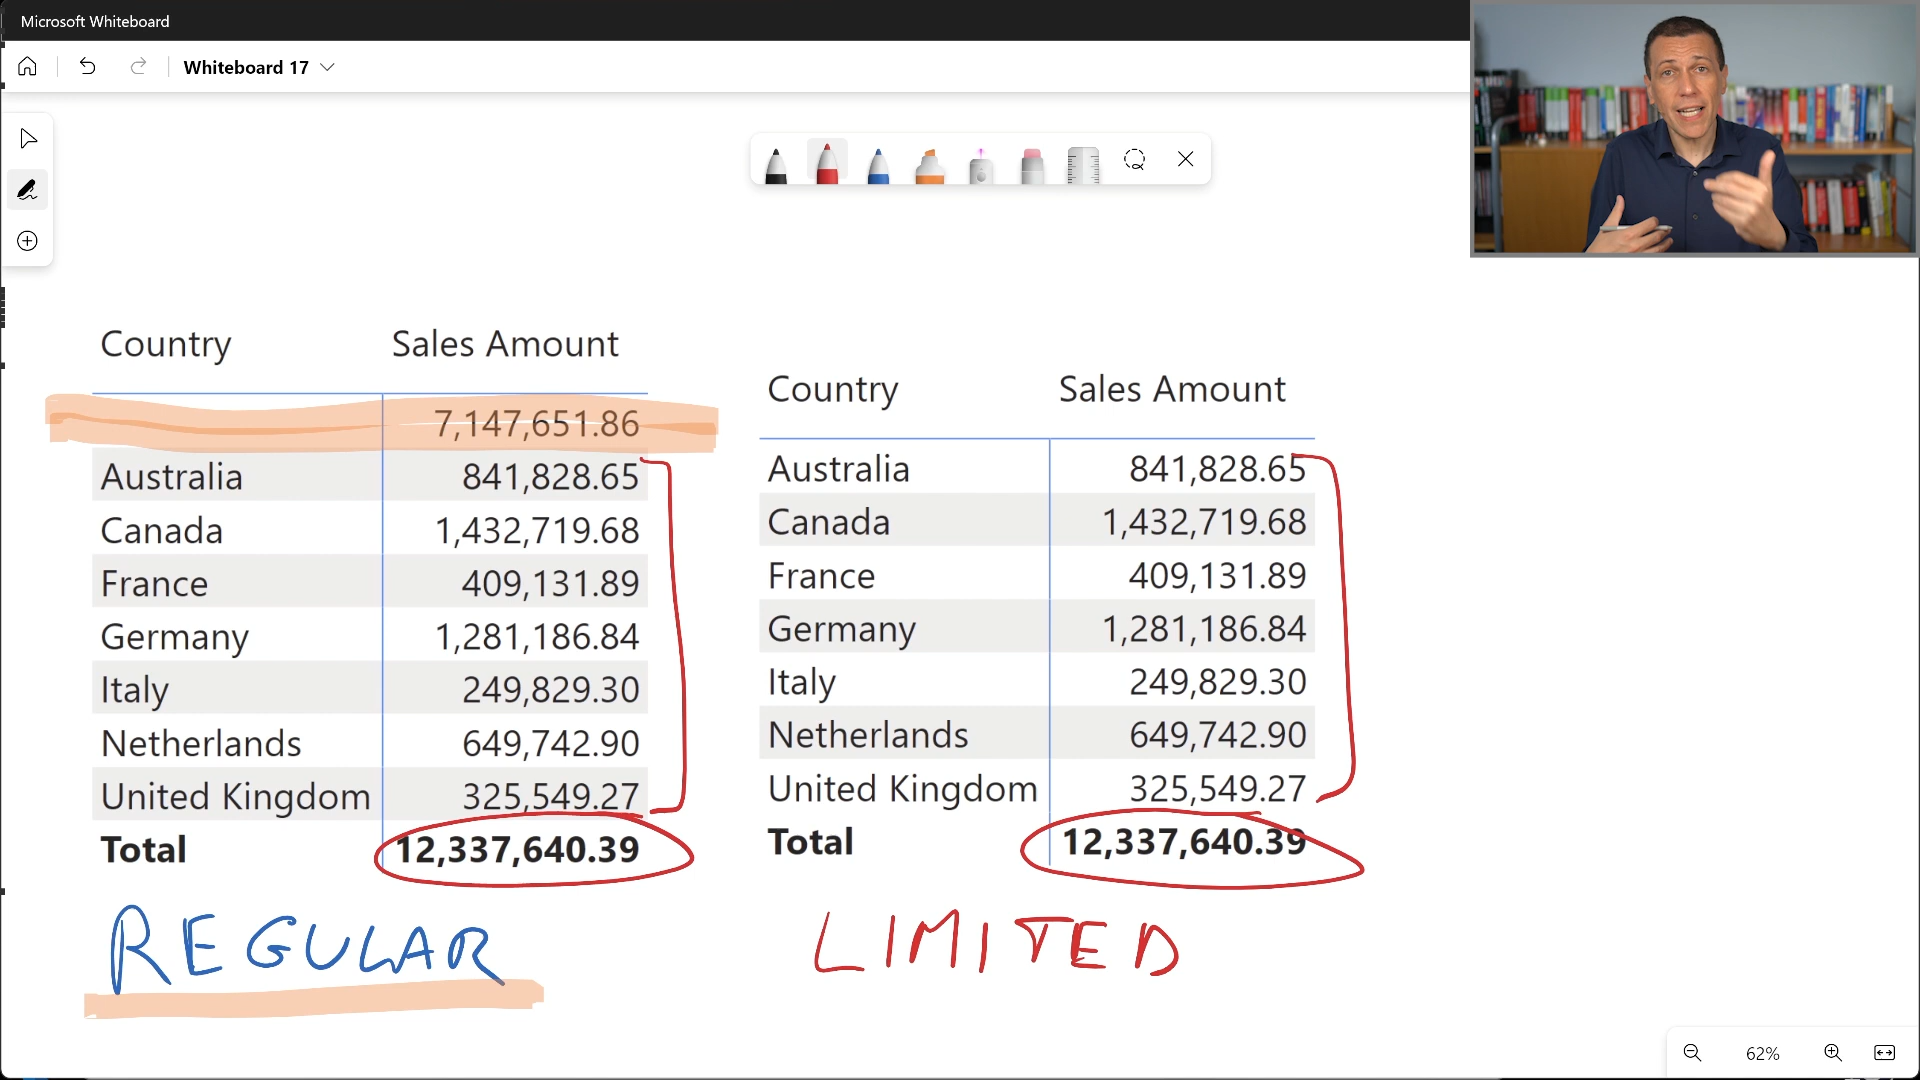 Microsoft Whiteboard
Whiteboard 17
Country Sales Amount
7,147,651.86
Australia 841,828.65
Canada 1,432,719.68
France 409,131.89
Germany 1,281,186.84
Italy 249,829.30
Netherlands 649,742.90
United Kingdom 325,549.27
Total 12,337,640.39
REGULAR
Country Sales Amount
Australia 841,828.65
Canada 1,432,719.68
France 409,131.89
Germany 1,281,186.84
Italy 249,829.30
Netherlands 649,742.90
United Kingdom 325,549.27
Total 12,337,640.39
LIMITED
62%